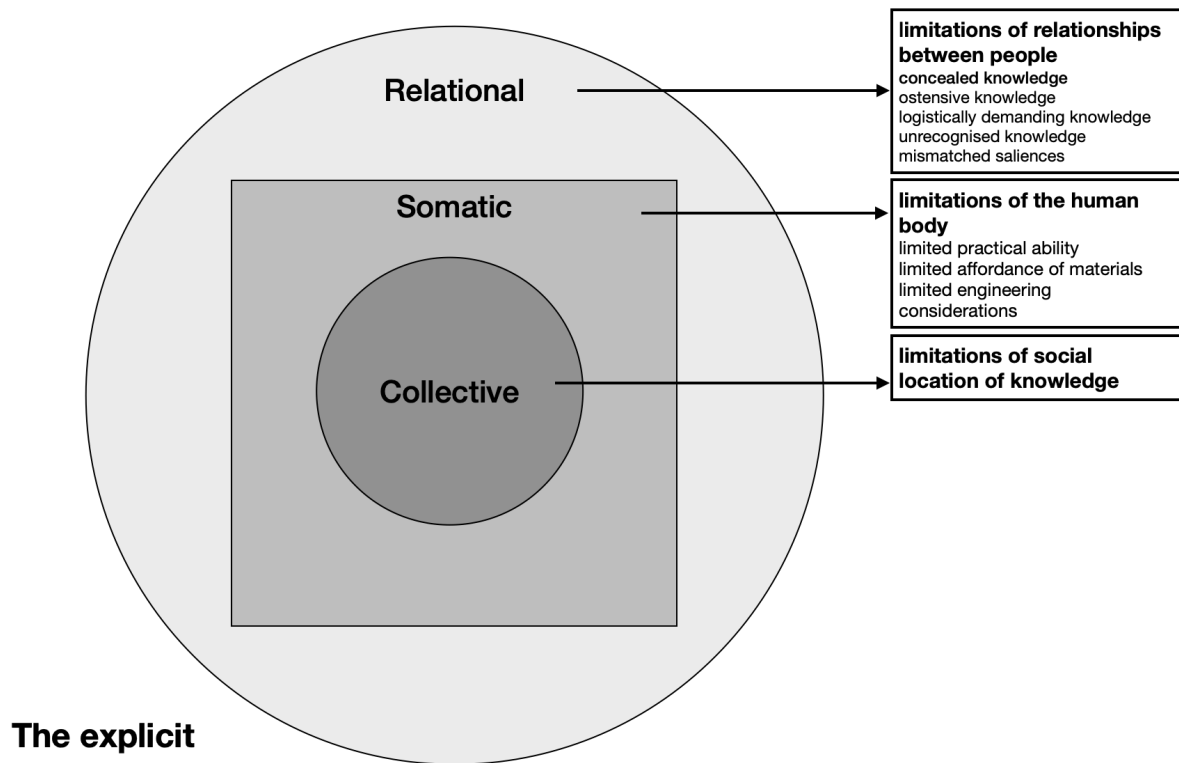 Relational
Somatic
Collective
The explicit
limitations of relationships
between people
concealed knowledge
ostensive knowledge
logistically demanding knowledge
unrecognised knowledge
mismatched saliences
limitations of the human
body
limited practical ability
limited affordance of materials
limited engineering
considerations
limitations of social
location of knowledge